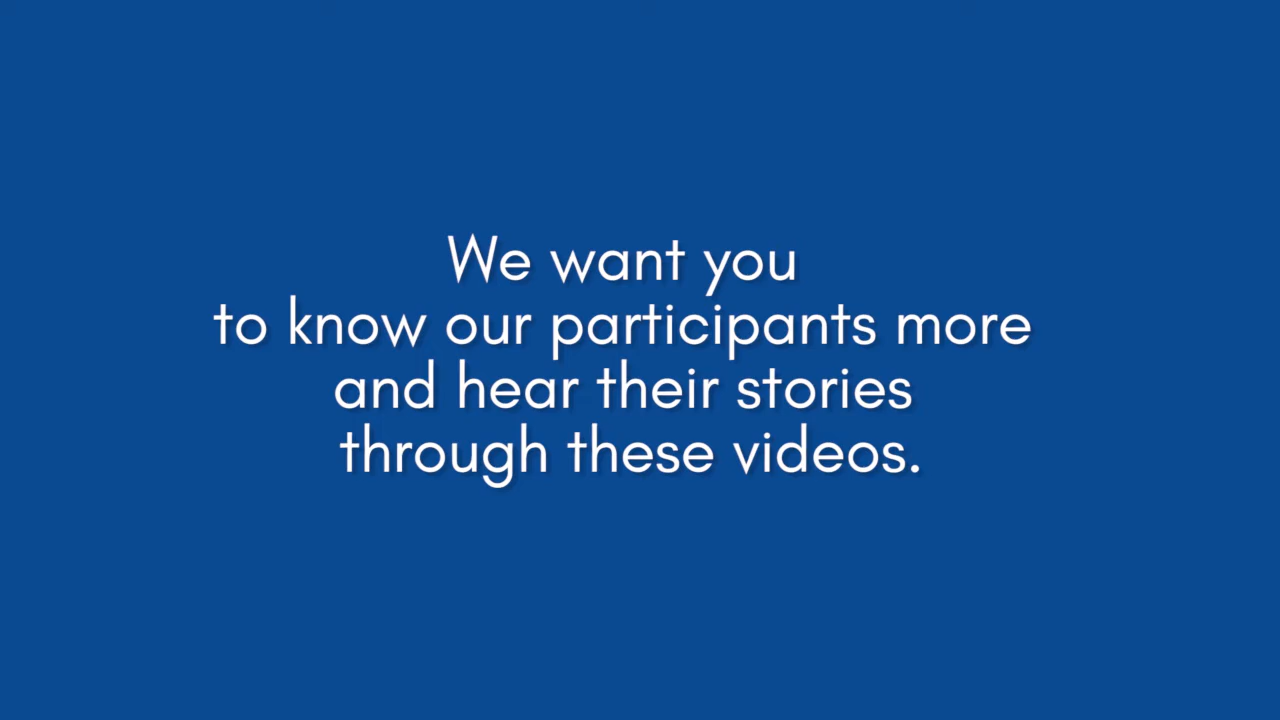 We want you
to know our participants more
and hear their stories
through these videos.